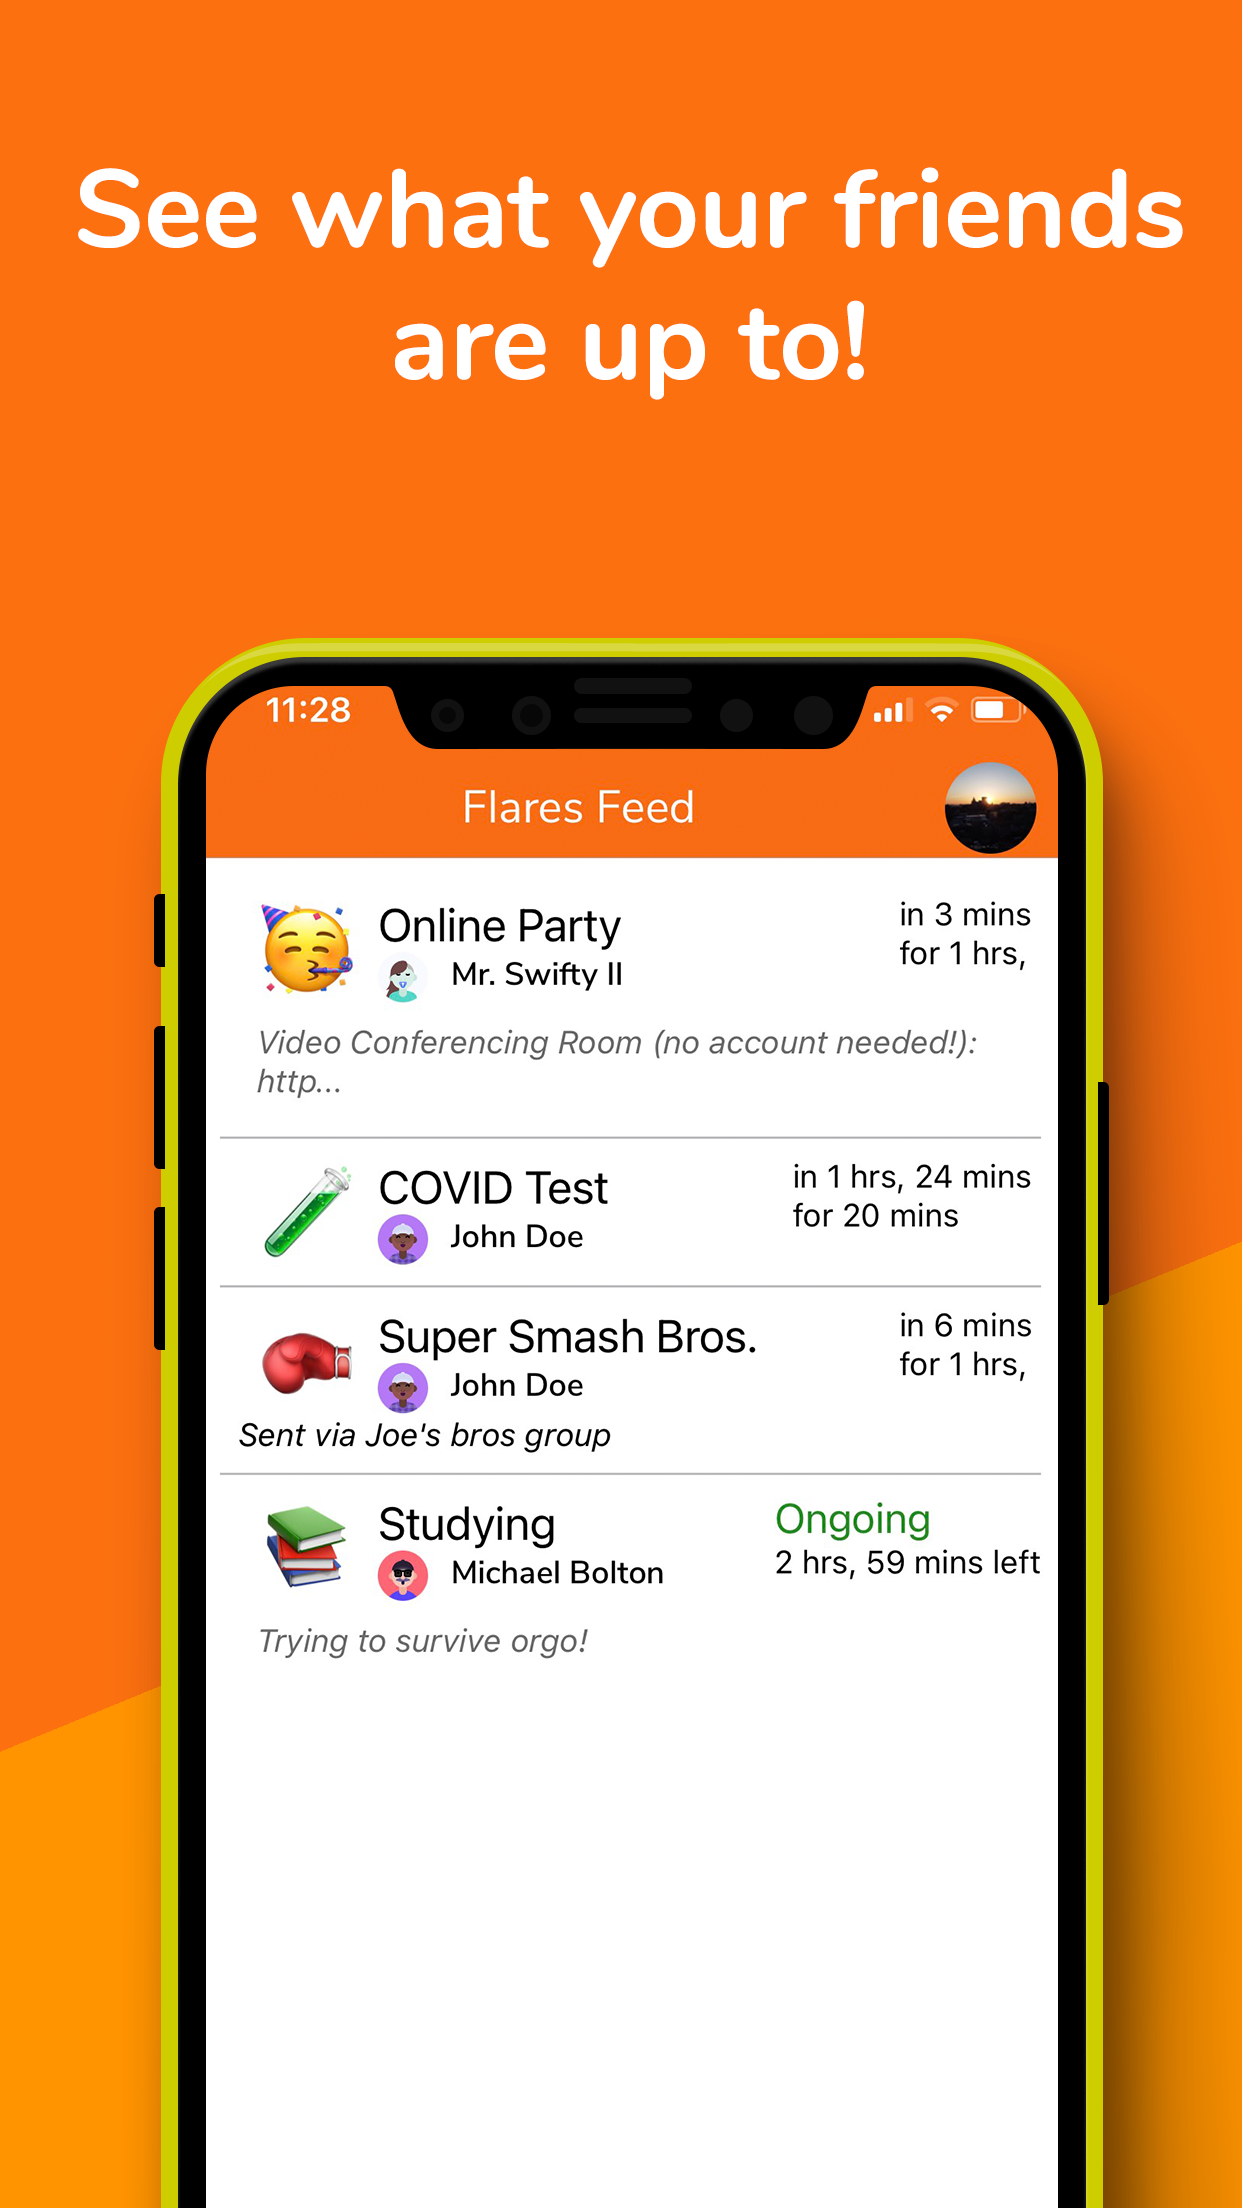 See what your friends
are up to!
11:28
Flares Feed
Online Party
in 3 mins
for 1 hrs,
Mr. Swifty II
Video Conferencing Room (no account needed!):
http...
COVID Test
in 1 hrs, 24 mins
for 20 mins
John Doe
Super Smash Bros.
in 6 mins
for 1 hrs,
John Doe
Sent via Joe's bros group
Studying
Ongoing
2 hrs, 59 mins left
Michael Bolton
Trying to survive orgo!